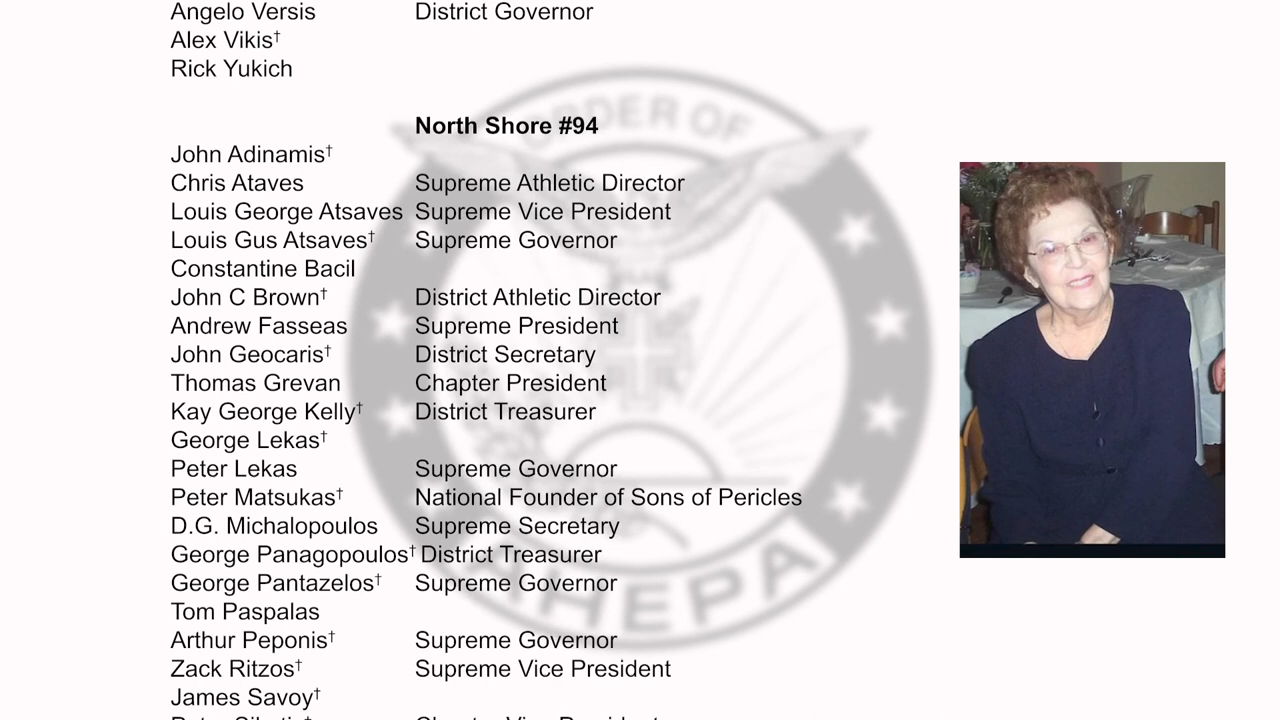 Angelo Versis District Governor
Alex Vikis†
Rick Yukich
North Shore #94
John Adinamis†
Chris Ataves Supreme Athletic Director
Louis George Atsaves Supreme Vice President
Louis Gus Atsaves† Supreme Governor
Constantine Bacil
John C Brown† District Athletic Director
Andrew Fasseas Supreme President
John Geocaris† District Secretary
Thomas Grevan Chapter President
Kay George Kelly† District Treasurer
George Lekas†
Peter Lekas Supreme Governor
Peter Matsukas† National Founder of Sons of Pericles
D.G. Michalopoulos Supreme Secretary
George Panagopoulos† District Treasurer
George Pantazelos† Supreme Governor
Tom Paspalas
Arthur Peponis† Supreme Governor
Zack Ritzos† Supreme Vice President
James Savoy†
ORDER OF
AHEPA